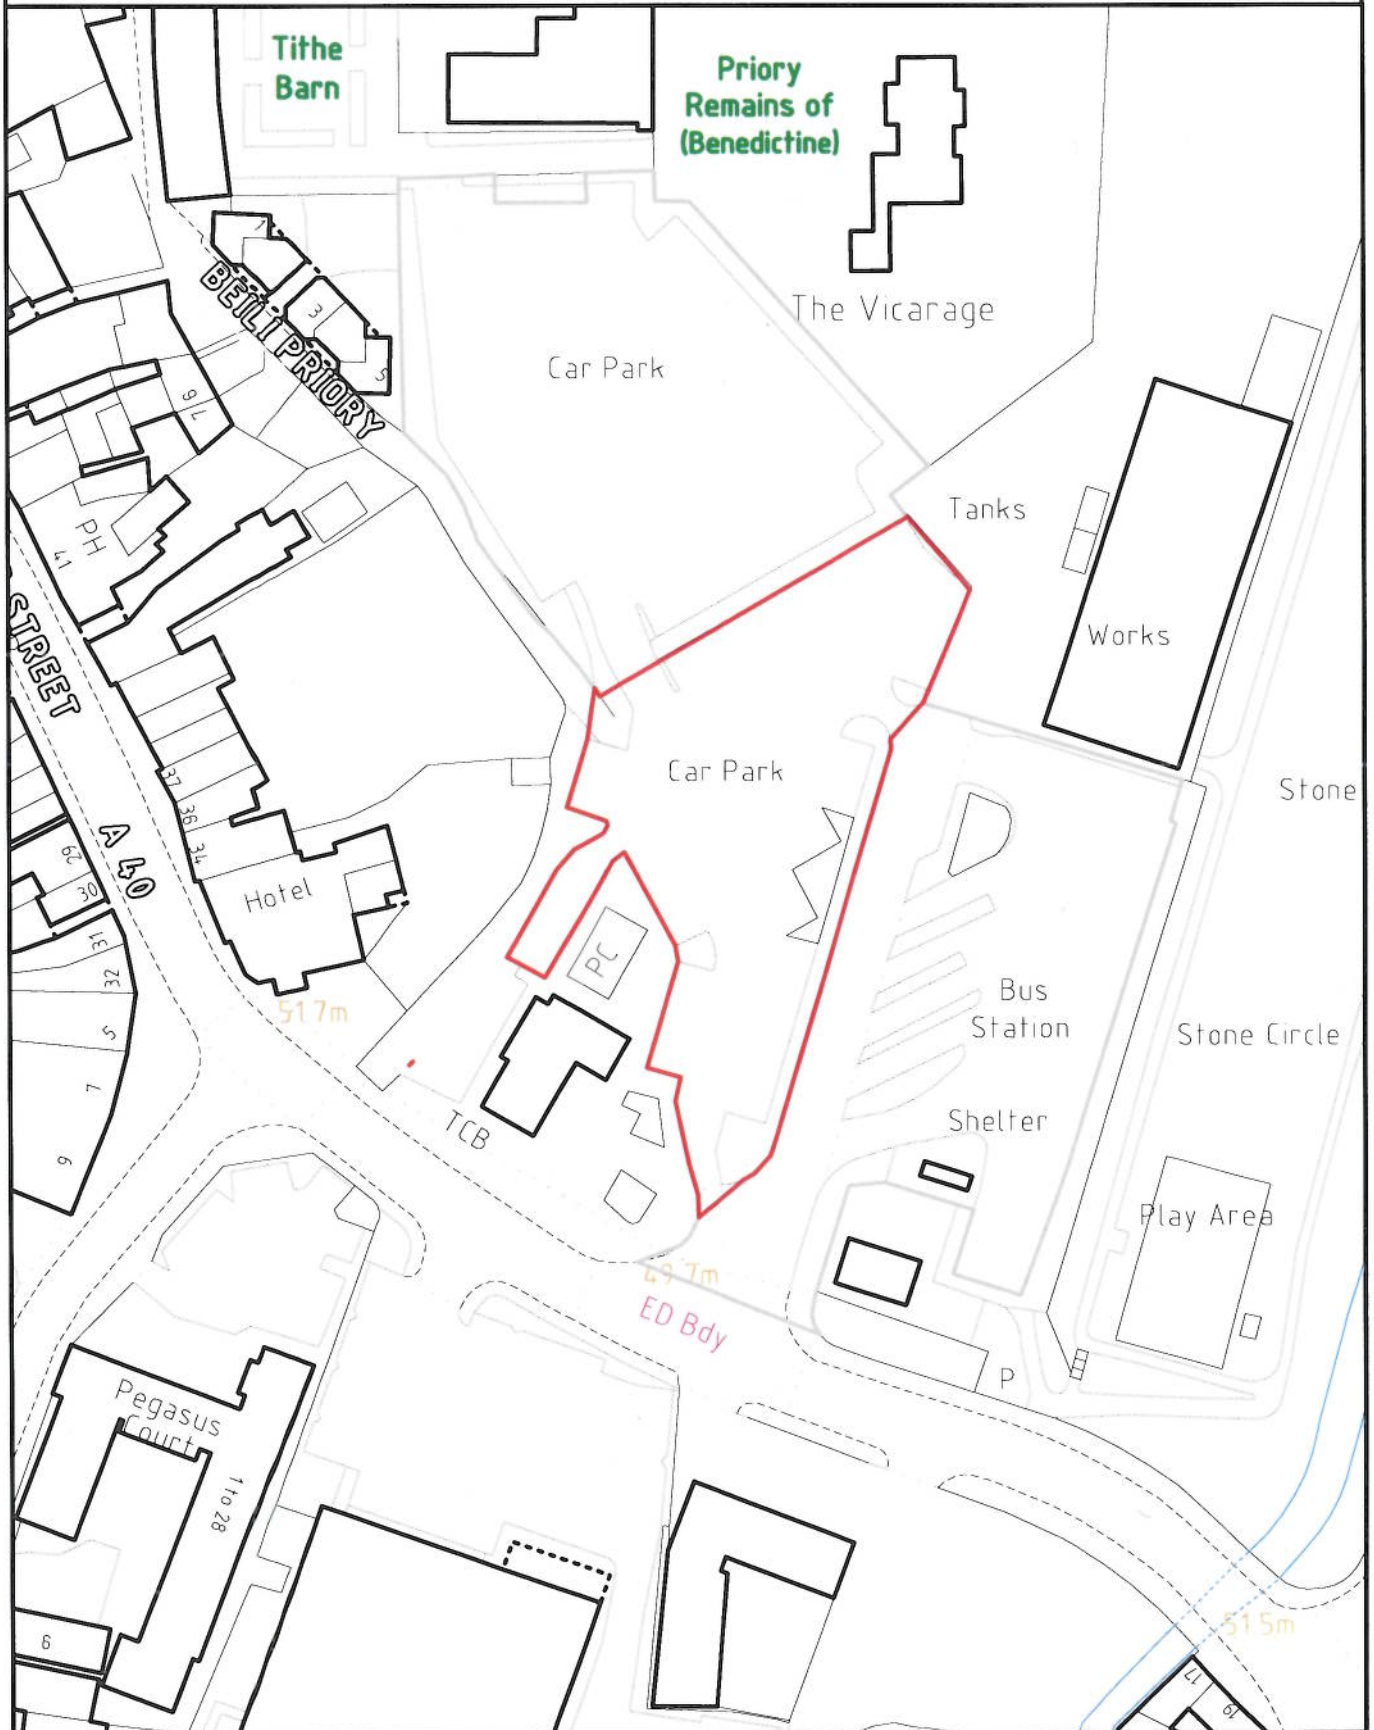 Tithe
Barn
Priory
Remains of
(Benedictine)
The Vicarage
1
3
5
BEILI PRIORY
Car Park
6
7
PH
41
Tanks
Works
STREET
37
36
34
Car Park
Stone
A 40
Hotel
29
30
31
32
5
7
51.7m
PC
Bus
Station
Stone Circle
TCB
Shelter
Play Area
49.7m
ED Bdy
P
Pegasus
Court
1 to 28
51.5m
17
19